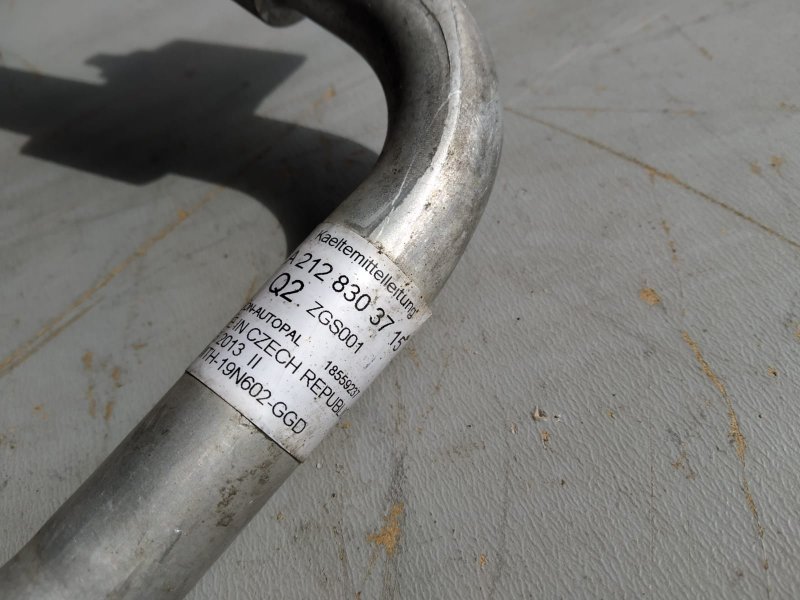 Kaeltemittelleitung
A 212 830 37 15
Q2 ZGS001
-AUTOPAL 18559237
IN CZECH REPUBLIC
2013 II
-19N602-GGD